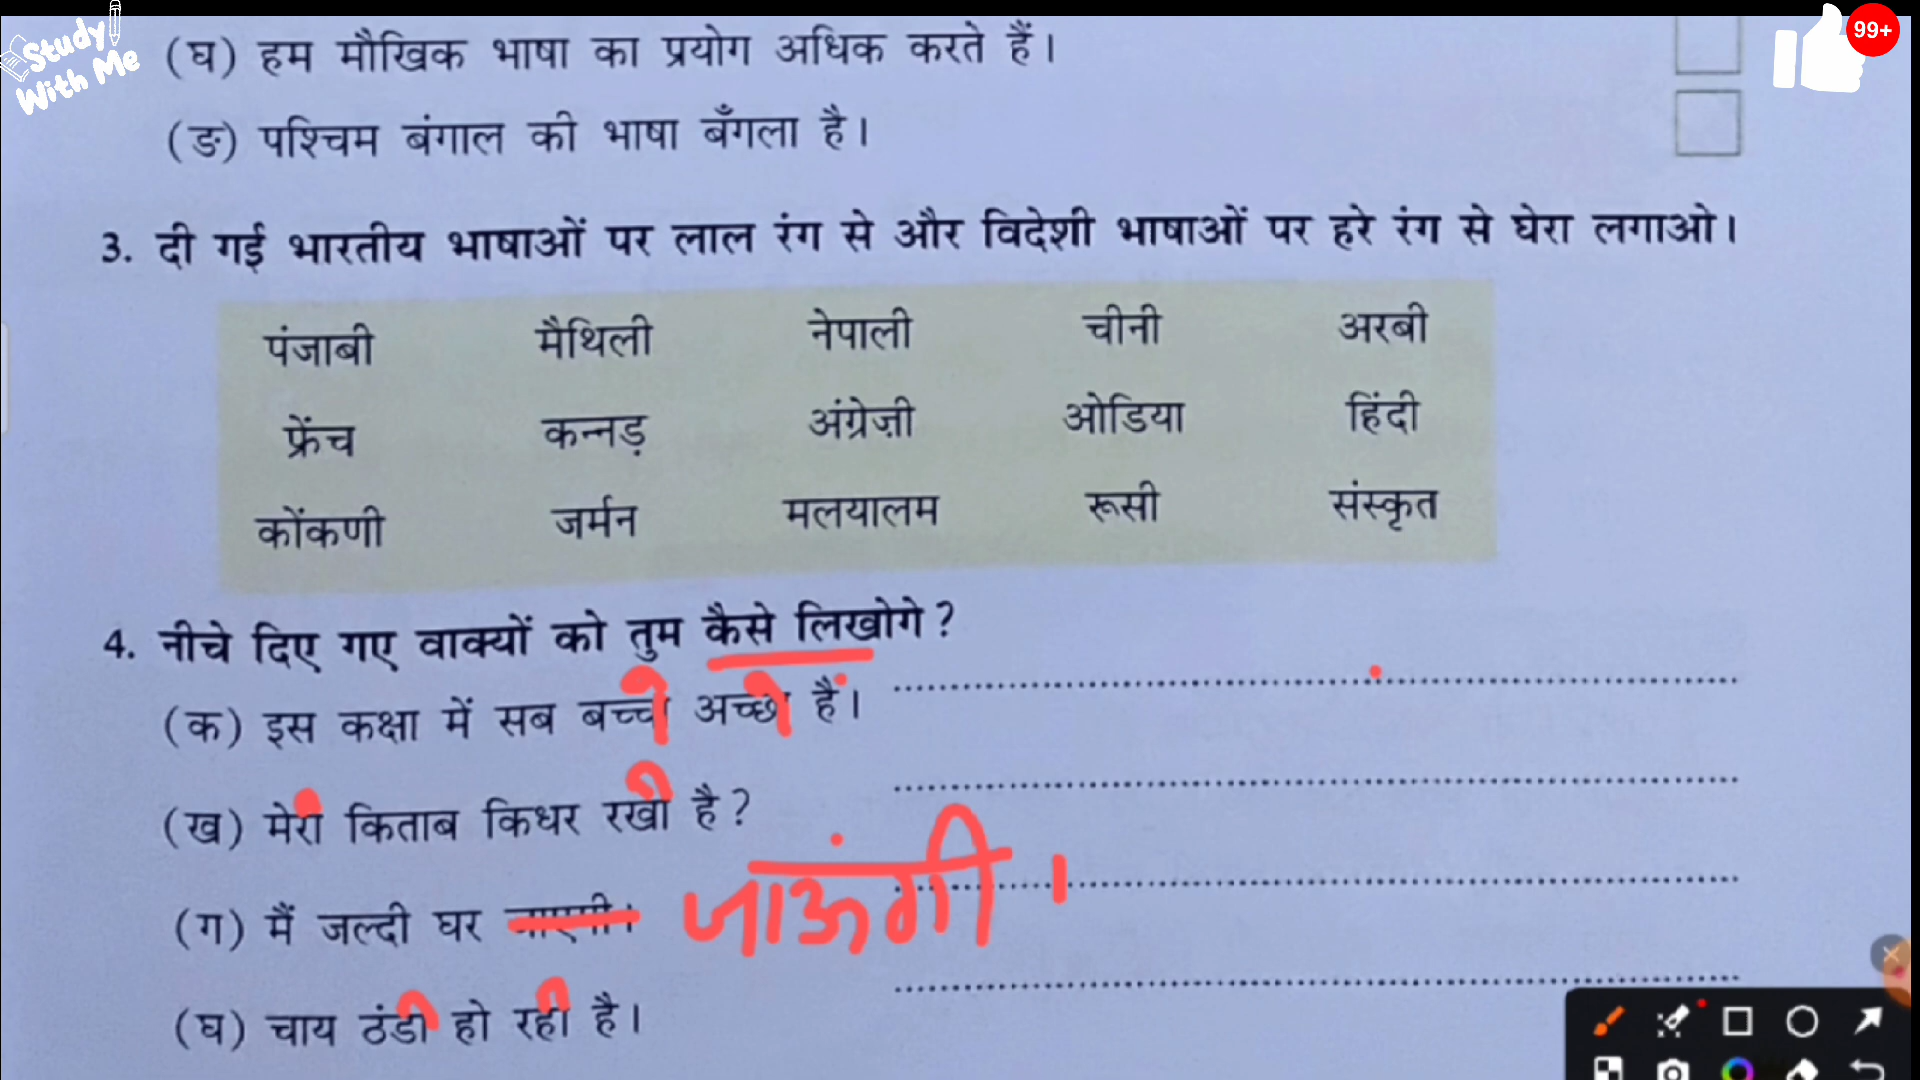 Study
With Me
99+
(घ) हम मौखिक भाषा का प्रयोग अधिक करते हैं।
(ङ) पश्चिम बंगाल की भाषा बँगला है।
3. दी गई भारतीय भाषाओं पर लाल रंग से और विदेशी भाषाओं पर हरे रंग से घेरा लगाओ।
पंजाबी मैथिली नेपाली चीनी अरबी
फ्रेंच कन्नड़ अंग्रेज़ी ओडिया हिंदी
कोंकणी जर्मन मलयालम रूसी संस्कृत
4. नीचे दिए गए वाक्यों को तुम कैसे लिखोगे?
(क) इस कक्षा में सब बच्चे अच्छे हैं।
(ख) मेरी किताब किधर रखी है?
(ग) मैं जल्दी घर जाएगी। जाऊंगी।
(घ) चाय ठंडी हो रही है।